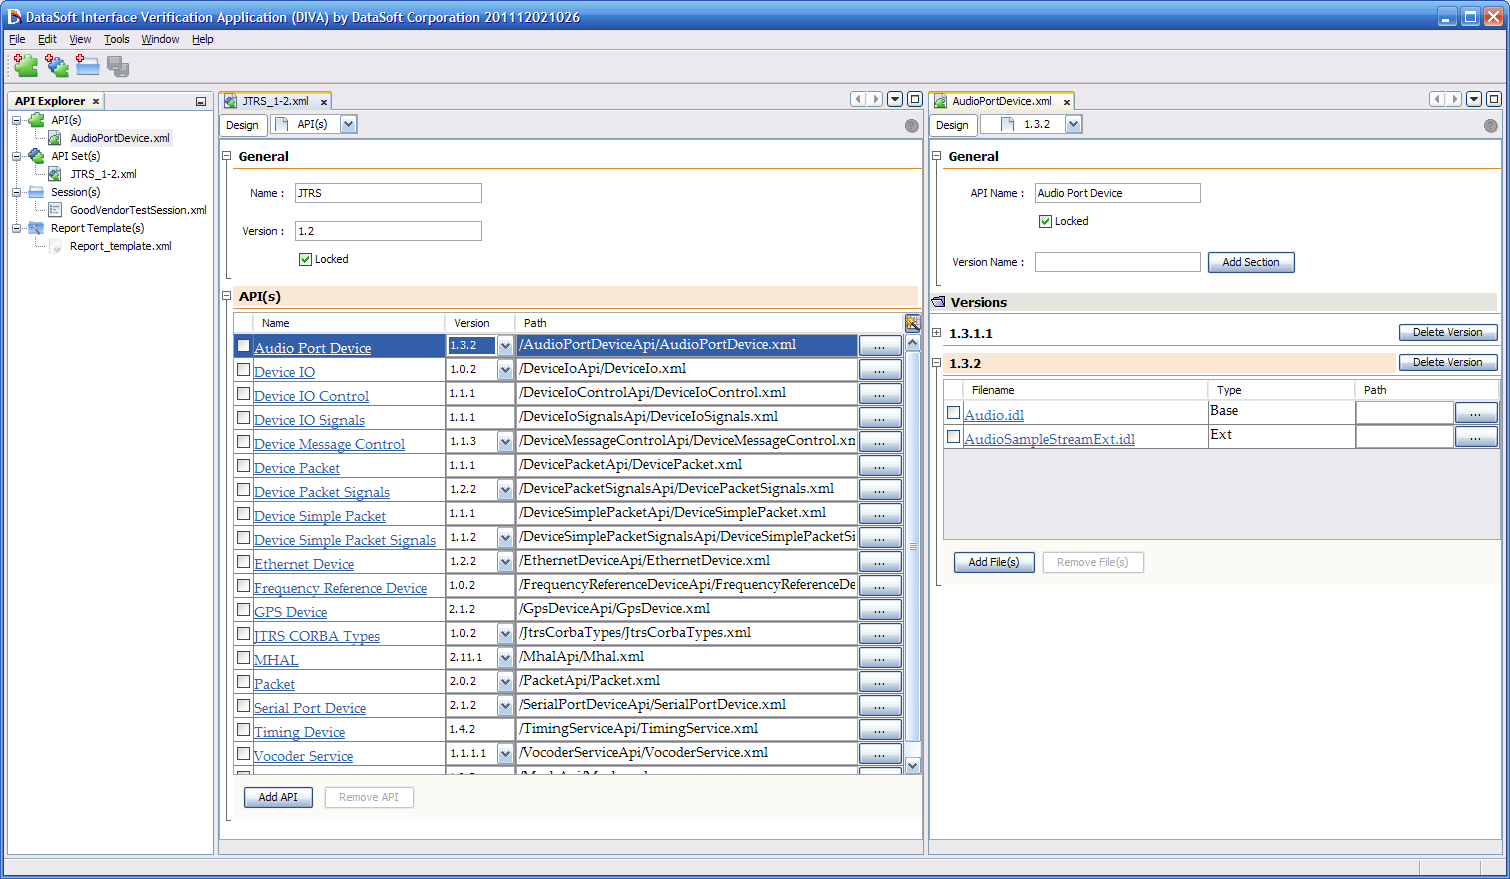 DataSoft Interface Verification Application (DIVA) by DataSoft Corporation 201112021026
File Edit View Tools Window Help
API Explorer
API(s)
AudioPortDevice.xml
API Set(s)
JTRS_1-2.xml
Session(s)
GoodVendorTestSession.xml
Report Template(s)
Report_template.xml
JTRS_1-2.xml
Design API(s)
General
Name : JTRS
Version : 1.2
Locked
API(s)
Name Version Path
Audio Port Device 1.3.2 /AudioPortDeviceApi/AudioPortDevice.xml ...
Device IO 1.0.2 /DeviceIoApi/DeviceIo.xml ...
Device IO Control 1.1.1 /DeviceIoControlApi/DeviceIoControl.xml ...
Device IO Signals 1.1.1 /DeviceIoSignalsApi/DeviceIoSignals.xml ...
Device Message Control 1.1.3 /DeviceMessageControlApi/DeviceMessageControl.xn ...
Device Packet 1.1.1 /DevicePacketApi/DevicePacket.xml ...
Device Packet Signals 1.2.2 /DevicePacketSignalsApi/DevicePacketSignals.xml ...
Device Simple Packet 1.1.1 /DeviceSimplePacketApi/DeviceSimplePacket.xml ...
Device Simple Packet Signals 1.1.2 /DeviceSimplePacketSignalsApi/DeviceSimplePacketSi ...
Ethernet Device 1.2.2 /EthernetDeviceApi/EthernetDevice.xml ...
Frequency Reference Device 1.0.2 /FrequencyReferenceDeviceApi/FrequencyReferenceDe ...
GPS Device 2.1.2 /GpsDeviceApi/GpsDevice.xml ...
JTRS CORBA Types 1.0.2 /JtrsCorbaTypes/JtrsCorbaTypes.xml ...
MHAL 2.11.1 /MhalApi/Mhal.xml ...
Packet 2.0.2 /PacketApi/Packet.xml ...
Serial Port Device 2.1.2 /SerialPortDeviceApi/SerialPortDevice.xml ...
Timing Device 1.4.2 /TimingServiceApi/TimingService.xml ...
Vocoder Service 1.1.1.1 /VocoderServiceApi/VocoderService.xml ...
Add API Remove API
AudioPortDevice.xml
Design 1.3.2
General
API Name : Audio Port Device
Locked
Version Name : Add Section
Versions
1.3.1.1 Delete Version
1.3.2 Delete Version
Filename Type Path
Audio.idl Base ...
AudioSampleStreamExt.idl Ext ...
Add File(s) Remove File(s)